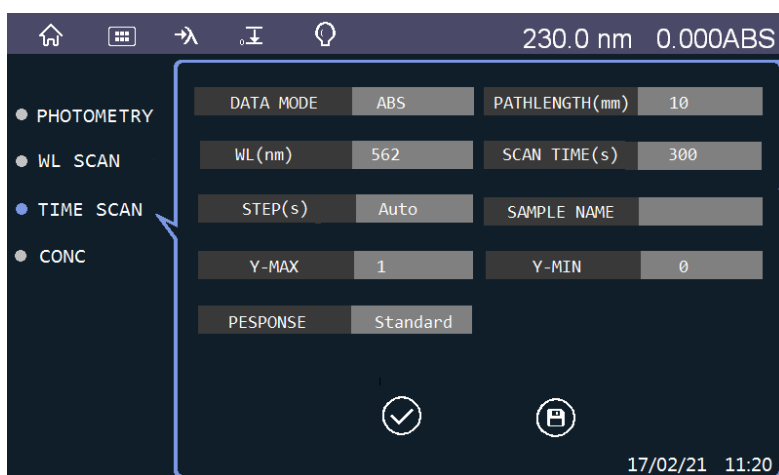 230.0 nm 0.000ABS
PHOTOMETRY
WL SCAN
TIME SCAN
CONC
DATA MODE ABS PATHLENGTH(mm) 10
WL(nm) 562 SCAN TIME(s) 300
STEP(s) Auto SAMPLE NAME
Y-MAX 1 Y-MIN 0
PESPONSE Standard
17/02/21 11:20